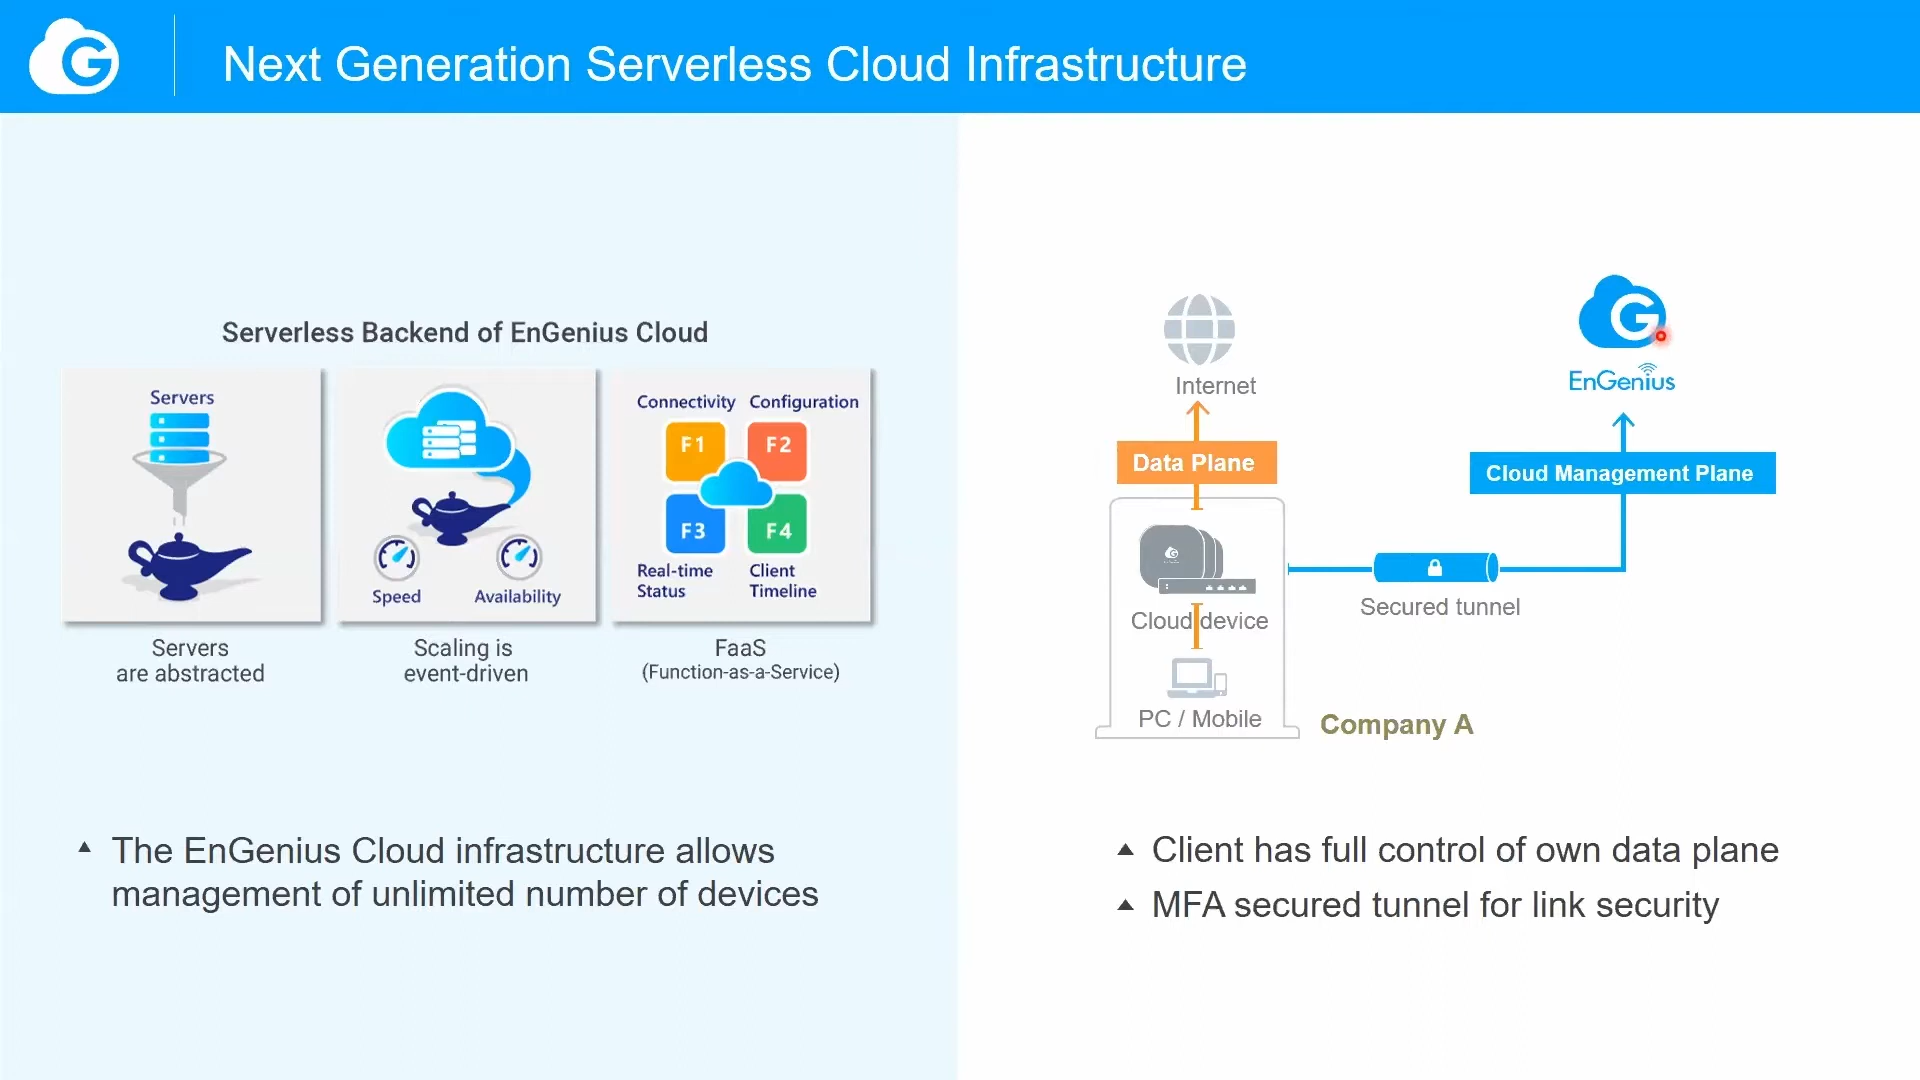 G
Next Generation Serverless Cloud Infrastructure
Serverless Backend of EnGenius Cloud
Servers
Servers
are abstracted
Speed
Availability
Scaling is
event-driven
Connectivity Configuration
F1 F2
F3 F4
Real-time
Status
Client
Timeline
FaaS
(Function-as-a-Service)
The EnGenius Cloud infrastructure allows
management of unlimited number of devices
Internet
Data Plane
Cloud device
PC / Mobile
Company A
Secured tunnel
Cloud Management Plane
G
EnGenius
Client has full control of own data plane
MFA secured tunnel for link security